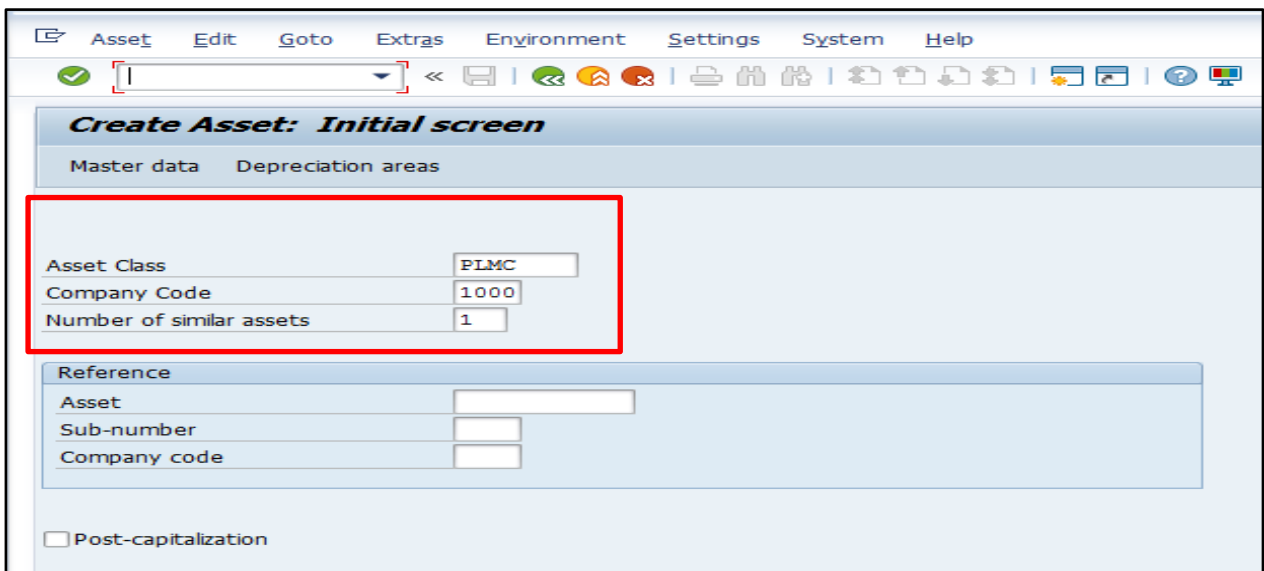 Asset Edit Goto Extras Environment Settings System Help
Create Asset: Initial screen
Master data Depreciation areas
Asset Class PLMC
Company Code 1000
Number of similar assets 1
Reference
Asset
Sub-number
Company code
Post-capitalization